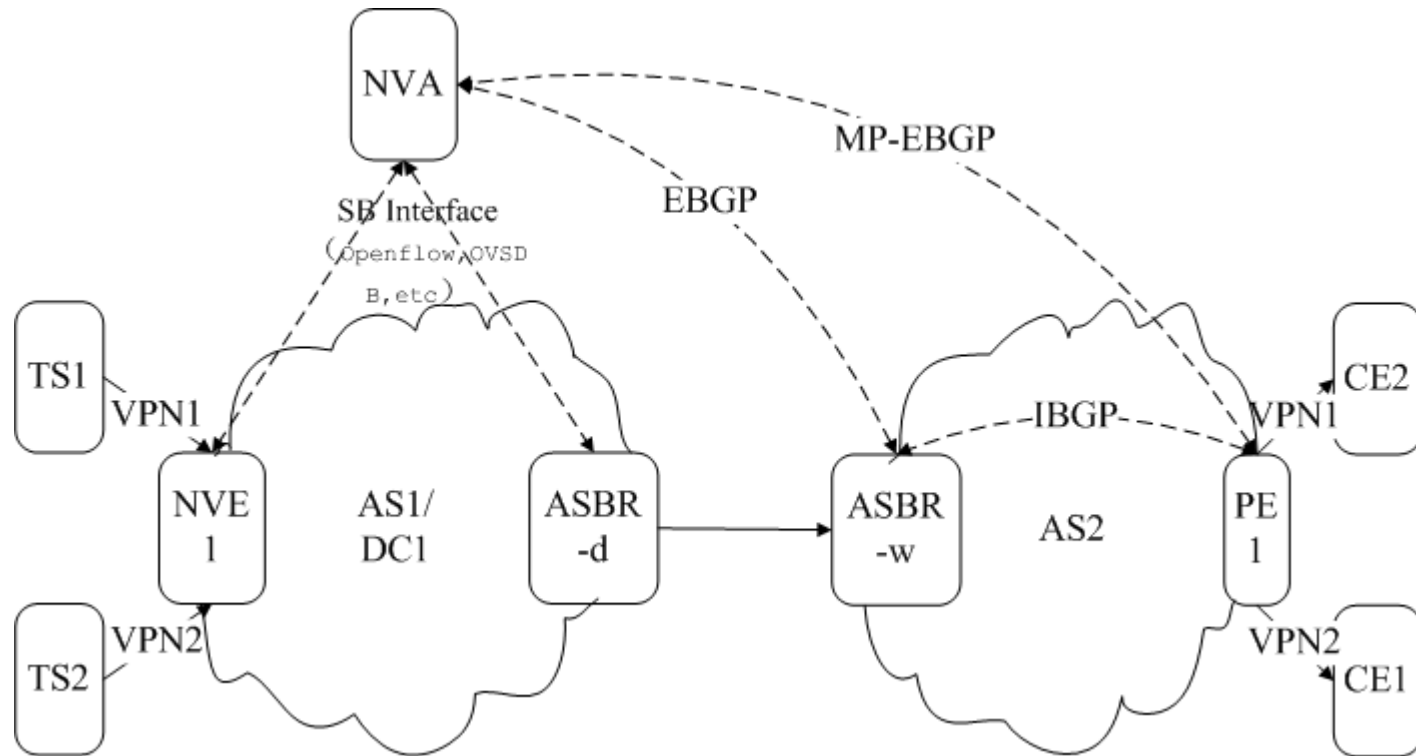 NVA
MP-EBGP
EBGP
SB Interface
(Openflow,OVSD
B,etc)
TS1
VPN1
IBGP
VPN1
CE2
NVE
1
AS1/
DC1
ASBR
-d
ASBR
-w
AS2
PE
1
TS2
VPN2
VPN2
CE1